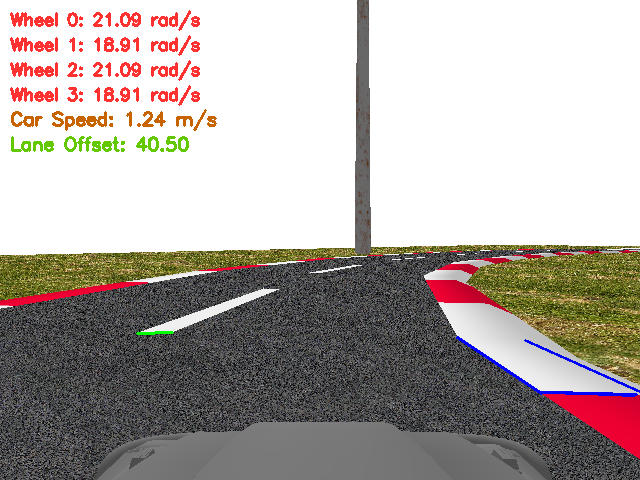 Wheel 0: 21.09 rad/s
Wheel 1: 18.91 rad/s
Wheel 2: 21.09 rad/s
Wheel 3: 18.91 rad/s
Car Speed: 1.24 m/s
Lane Offset: 40.50